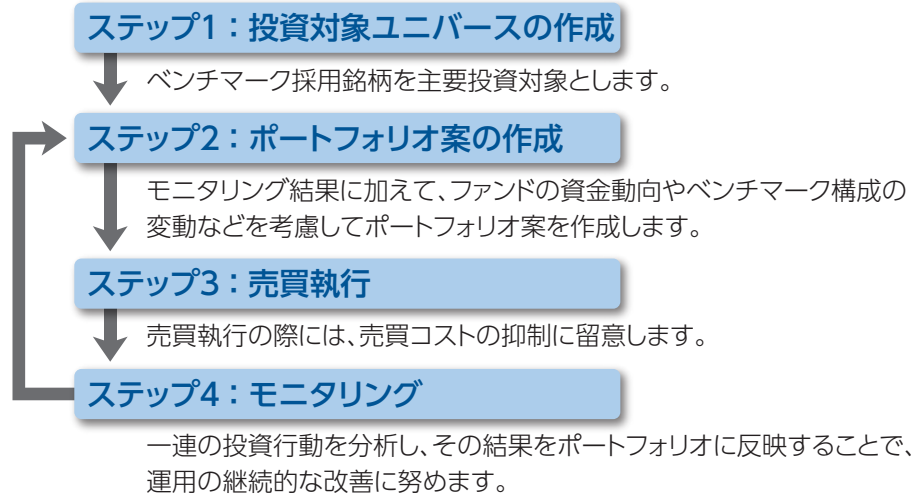 ステップ1：投資対象ユニバースの作成
ベンチマーク採用銘柄を主要投資対象とします。
ステップ2：ポートフォリオ案の作成
モニタリング結果に加えて、ファンドの資金動向やベンチマーク構成の
変動などを考慮してポートフォリオ案を作成します。
ステップ3：売買執行
売買執行の際には、売買コストの抑制に留意します。
ステップ4：モニタリング
一連の投資行動を分析し、その結果をポートフォリオに反映することで、
運用の継続的な改善に努めます。